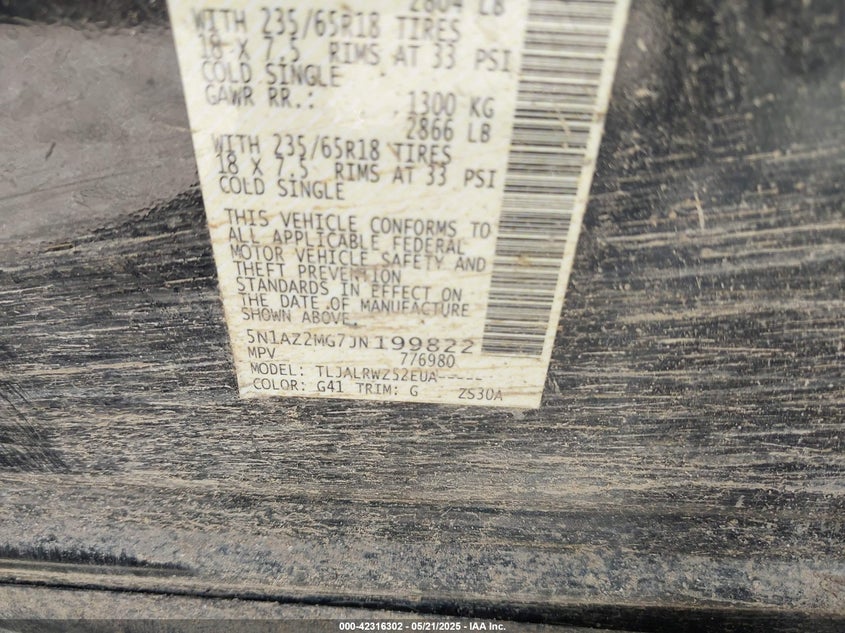 2804 LB
WITH 235/65R18 TIRES
18 X 7.5 RIMS AT 33 PSI
COLD SINGLE
GAWR RR.: 1300 KG
2866 LB
WITH 235/65R18 TIRES
18 X 7.5 RIMS AT 33 PSI
COLD SINGLE
THIS VEHICLE CONFORMS TO
ALL APPLICABLE FEDERAL
MOTOR VEHICLE SAFETY AND
THEFT PREVENTION
STANDARDS IN EFFECT ON
THE DATE OF MANUFACTURE
SHOWN ABOVE.
5N1AZ2MG7JN199822
MPV 776980
MODEL: TLJALRWZ52EUA-----
COLOR: G41 TRIM: G ZS30A
000-42316302 - 05/21/2025 - IAA Inc.